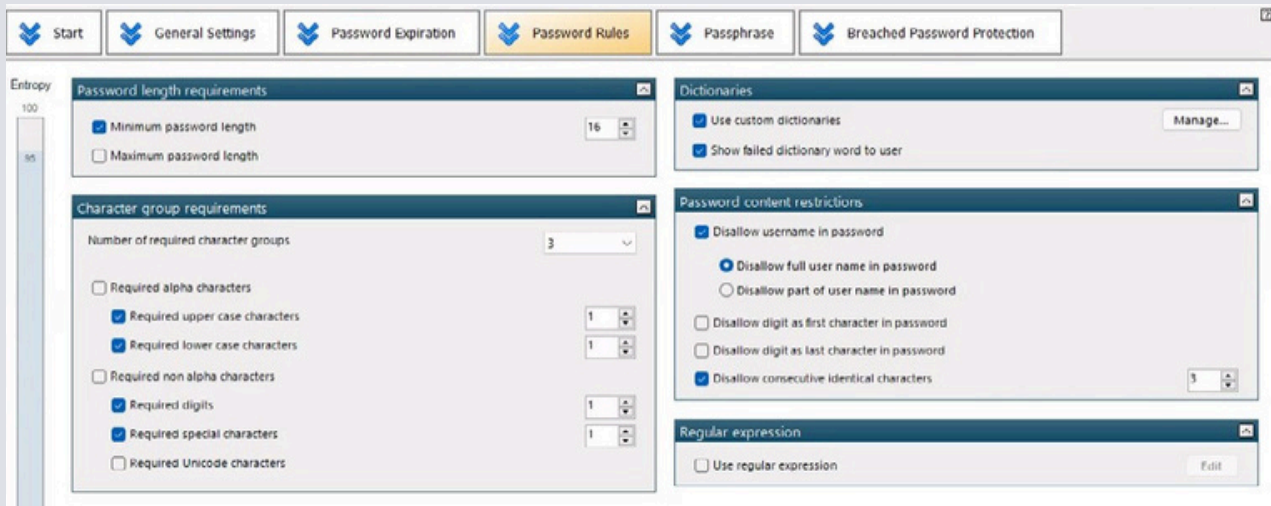 Start
General Settings
Password Expiration
Password Rules
Passphrase
Breached Password Protection
Entropy
100
95
Password length requirements
Minimum password length 16
Maximum password length
Character group requirements
Number of required character groups 3
Required alpha characters
Required upper case characters 1
Required lower case characters 1
Required non alpha characters
Required digits 1
Required special characters 1
Required Unicode characters
Dictionaries
Use custom dictionaries Manage...
Show failed dictionary word to user
Password content restrictions
Disallow username in password
Disallow full user name in password
Disallow part of user name in password
Disallow digit as first character in password
Disallow digit as last character in password
Disallow consecutive identical characters 3
Regular expression
Use regular expression Edit